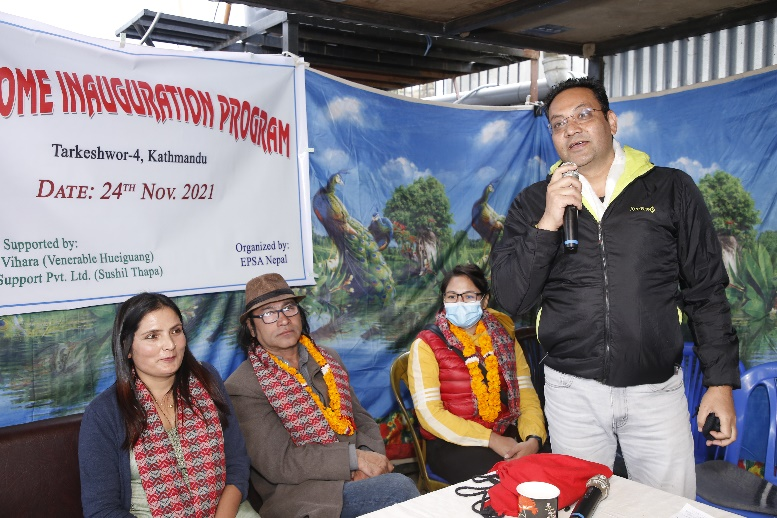 OME INAUGURATION PROGRAM
Tarkeshwor-4, Kathmandu
DATE: 24TH NOV. 2021
Supported by:
Vihara (Venerable Hueiguang)
Support Pvt. Ltd. (Sushil Thapa)
Organized by:
EPSA Nepal